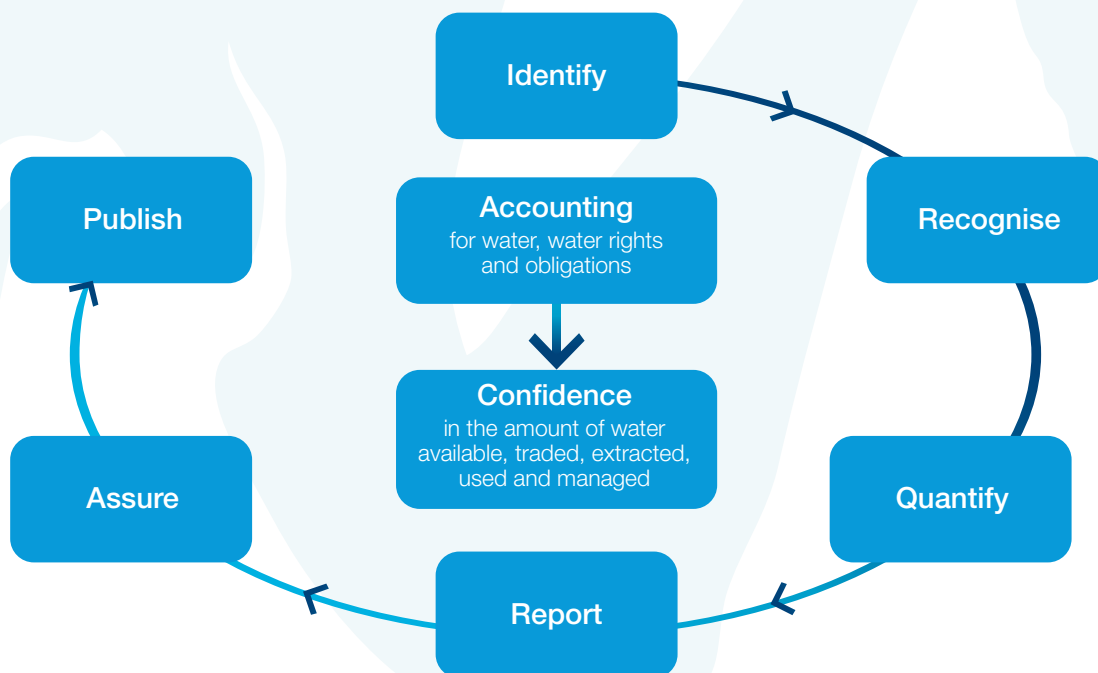 Identify
Recognise
Quantify
Report
Assure
Publish
Accounting
for water, water rights
and obligations
Confidence
in the amount of water
available, traded, extracted,
used and managed